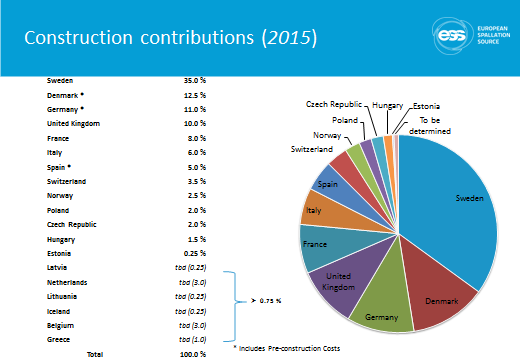 Construction contributions (2015)
ess EUROPEAN
SPALLATION
SOURCE
Sweden 35.0 %
Denmark * 12.5 %
Germany * 11.0 %
United Kingdom 10.0 %
France 8.0 %
Italy 6.0 %
Spain * 5.0 %
Switzerland 3.5 %
Norway 2.5 %
Poland 2.0 %
Czech Republic 2.0 %
Hungary 1.5 %
Estonia 0.25 %
Latvia tbd (0.25)
Netherlands tbd (3.0)
Lithuania tbd (0.25)
Iceland tbd (0.25)
Belgium tbd (3.0)
Greece tbd (1.0)
Total 100.0 %
➤ 0.75 %
Czech Republic
Hungary
Estonia
Poland
To be
determined
Norway
Switzerland
Spain
Sweden
Italy
France
United
Kingdom
Denmark
Germany
* Includes Pre-construction Costs